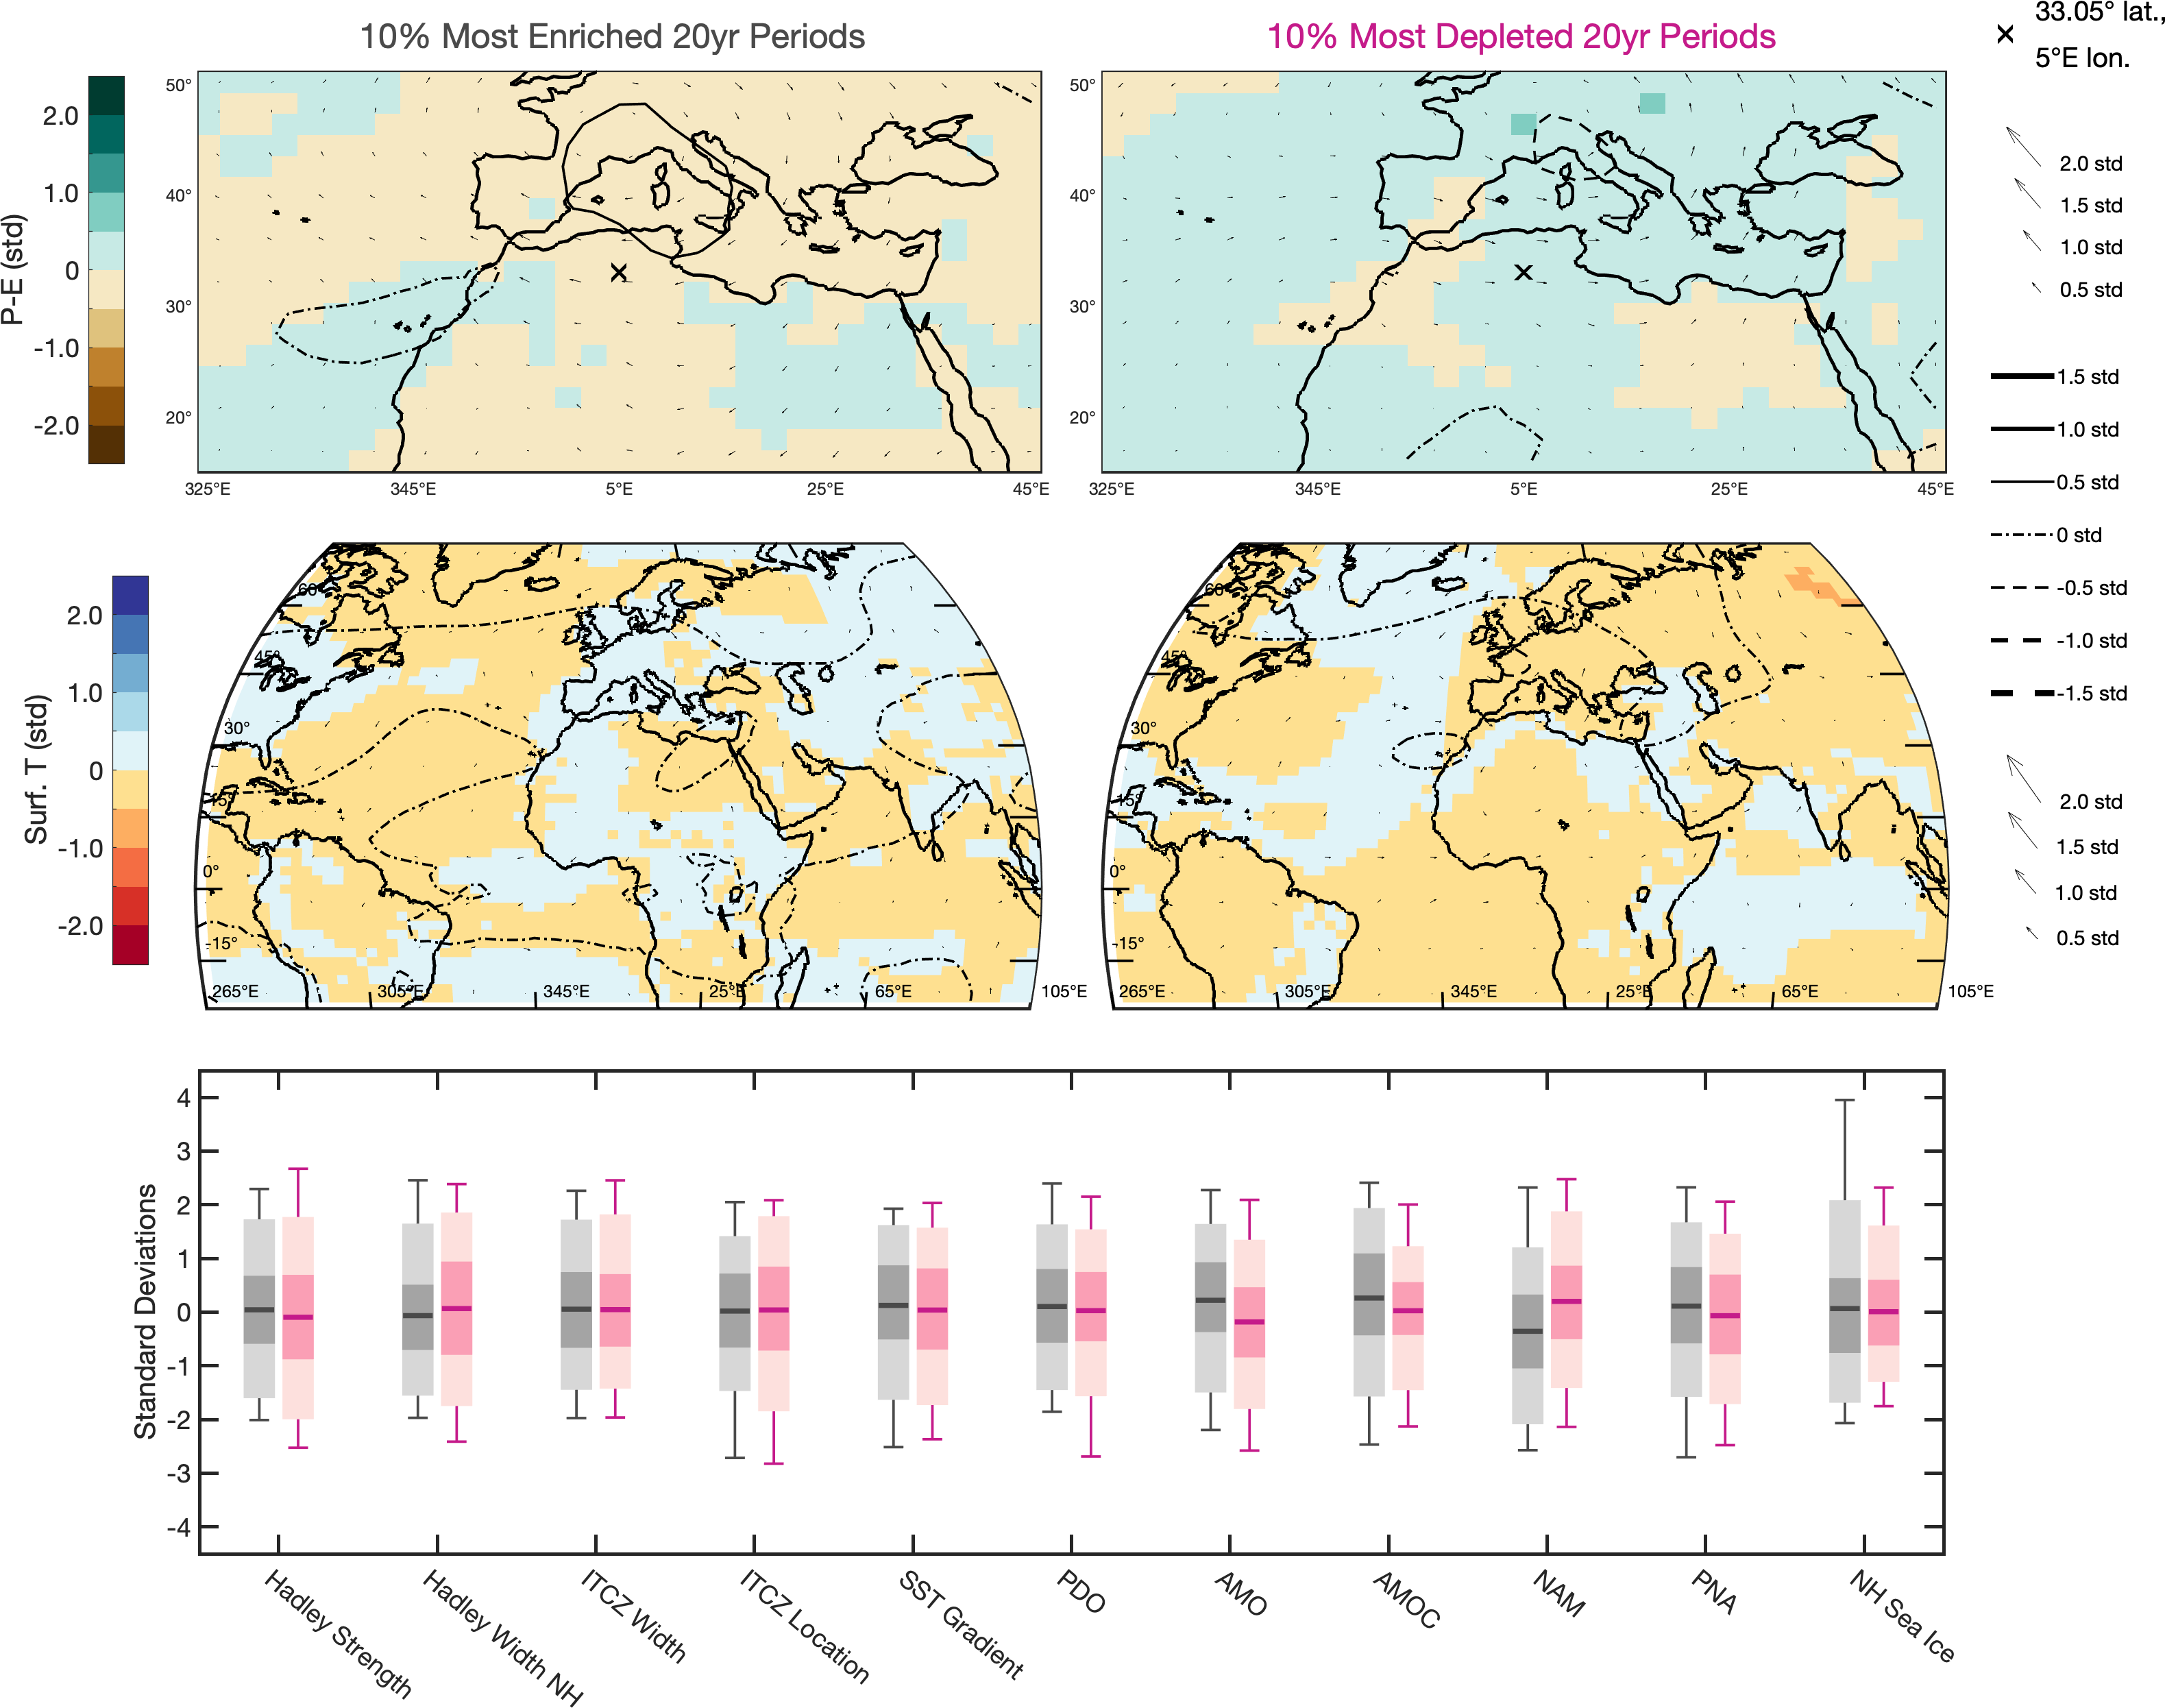 10% Most Enriched 20yr Periods
10% Most Depleted 20yr Periods
33.05° lat.,
5°E lon.
P-E (std)
2.0
1.0
0
-1.0
-2.0
50°
40°
30°
20°
325°E
345°E
5°E
25°E
45°E
50°
40°
30°
20°
325°E
345°E
5°E
25°E
45°E
2.0 std
1.5 std
1.0 std
0.5 std
1.5 std
1.0 std
0.5 std
0 std
-0.5 std
-1.0 std
-1.5 std
Surf. T (std)
2.0
1.0
0
-1.0
-2.0
60°
45°
30°
15°
0°
-15°
265°E
305°E
345°E
25°E
65°E
105°E
60°
45°
30°
15°
0°
-15°
265°E
305°E
345°E
25°E
65°E
105°E
2.0 std
1.5 std
1.0 std
0.5 std
Standard Deviations
4
3
2
1
0
-1
-2
-3
-4
Hadley Strength
Hadley Width NH
ITCZ Width
ITCZ Location
SST Gradient
PDO
AMO
AMOC
NAM
PNA
NH Sea Ice